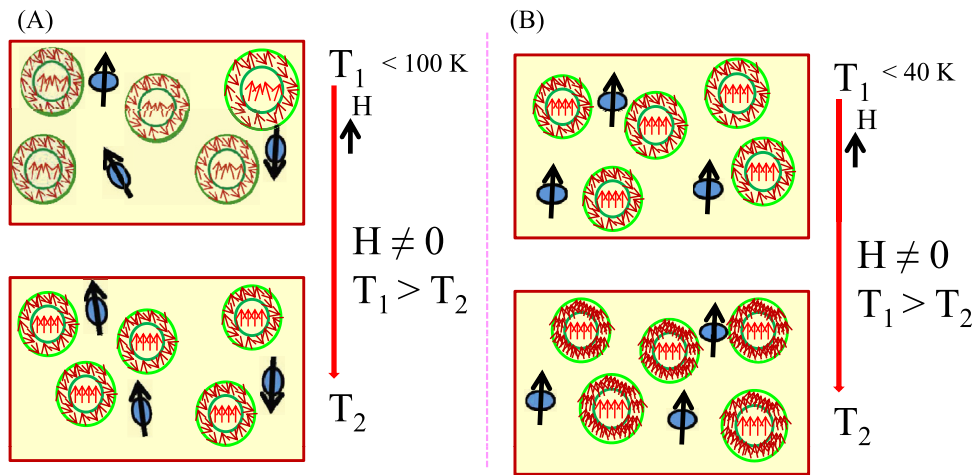 (A)
T₁ < 100 K
H
H ≠ 0
T₁ > T₂
T₂
(B)
T₁ < 40 K
H
H ≠ 0
T₁ > T₂
T₂